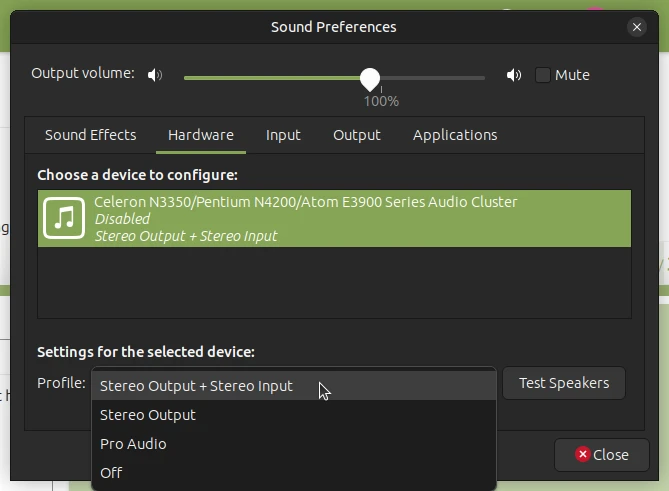 Sound Preferences
Output volume:
Mute
100%
Sound Effects
Hardware
Input
Output
Applications
Choose a device to configure:
Celeron N3350/Pentium N4200/Atom E3900 Series Audio Cluster
Disabled
Stereo Output + Stereo Input
Settings for the selected device:
Profile:
Stereo Output + Stereo Input
Test Speakers
Stereo Output
Pro Audio
Off
Close